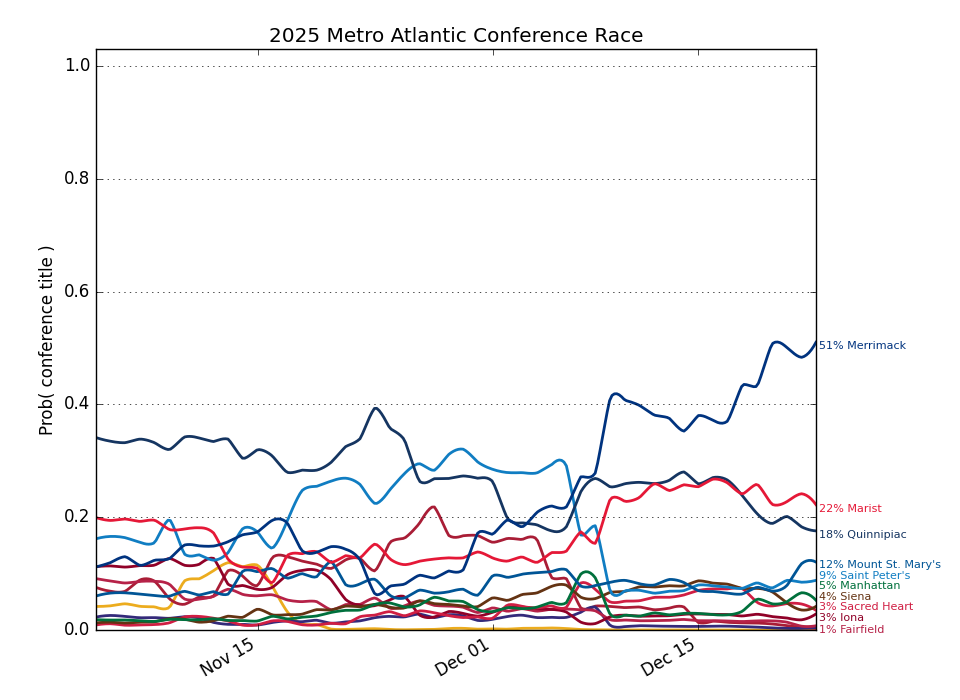 2025 Metro Atlantic Conference Race
Prob( conference title )
1.0
0.8
0.6
0.4
0.2
0.0
Nov 15
Dec 01
Dec 15
51% Merrimack
22% Marist
18% Quinnipiac
12% Mount St. Mary's
9% Saint Peter's
5% Manhattan
4% Siena
3% Sacred Heart
3% Iona
1% Fairfield